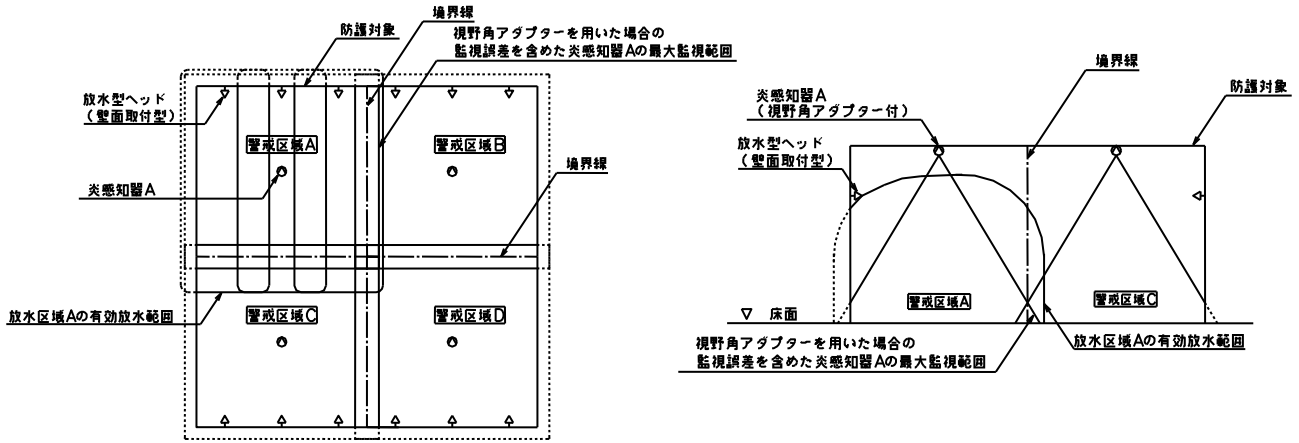 境界線
防護対象
視野角アダプターを用いた場合の
監視誤差を含めた炎感知器Aの最大監視範囲
放水型ヘッド
(壁面取付型)
警戒区域A
警戒区域B
境界線
炎感知器A
放水区域Aの有効放水範囲
警戒区域C
警戒区域D
境界線
防護対象
炎感知器A
(視野角アダプター付)
放水型ヘッド
(壁面取付型)
警戒区域A
警戒区域C
▽ 床面
視野角アダプターを用いた場合の
監視誤差を含めた炎感知器Aの最大監視範囲
放水区域Aの有効放水範囲